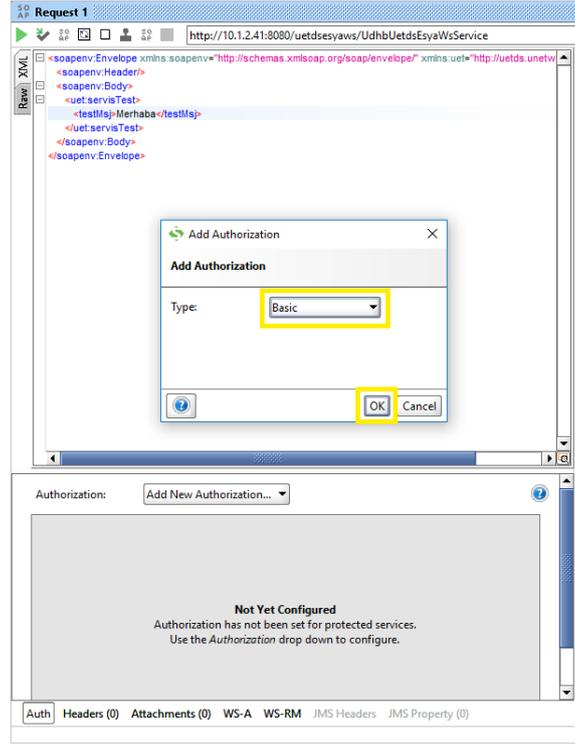 SO AP Request 1
http://10.1.2.41:8080/uetdsesyaws/UdhbUetdsEsyaWsService
XML
Raw
<soapenv:Envelope xmlns:soapenv="http://schemas.xmlsoap.org/soap/envelope/" xmlns:uet="http://uetds.unetw
<soapenv:Header/>
<soapenv:Body>
<uet:servisTest>
<testMsj>Merhaba</testMsj>
</uet:servisTest>
</soapenv:Body>
</soapenv:Envelope>
Add Authorization
Add Authorization
Type: Basic
OK Cancel
Authorization: Add New Authorization...
Not Yet Configured
Authorization has not been set for protected services.
Use the Authorization drop down to configure.
Auth Headers (0) Attachments (0) WS-A WS-RM JMS Headers JMS Property (0)